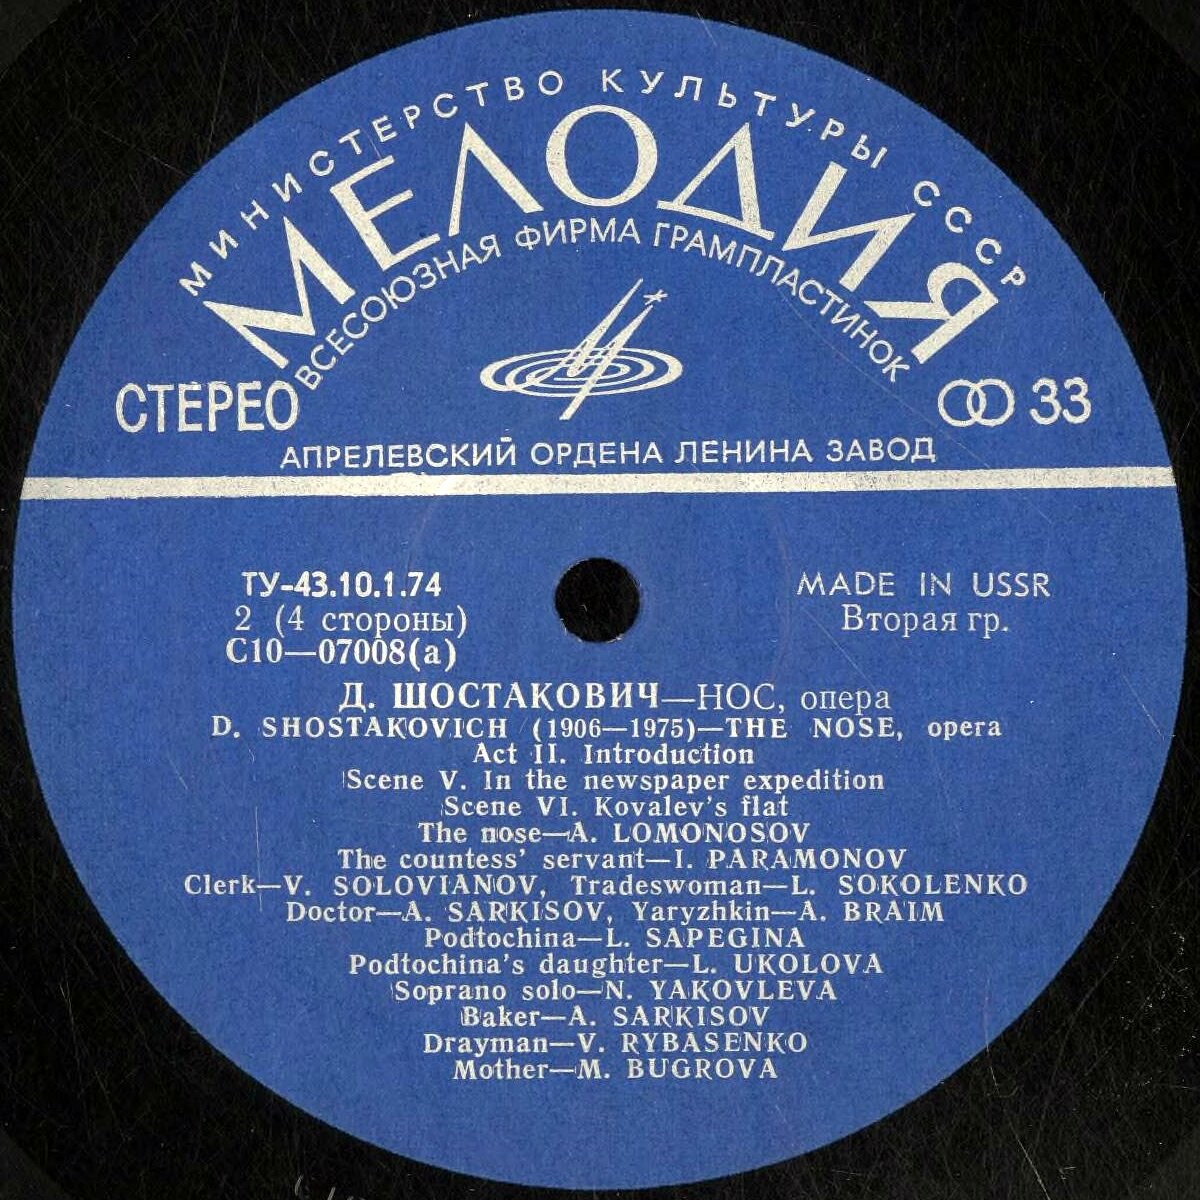 МИНИСТЕРСТВО КУЛЬТУРЫ СССР
МЕЛОДИЯ
ВСЕСОЮЗНАЯ ФИРМА ГРАМПЛАСТИНОК
СТЕРЕО
33
АПРЕЛЕВСКИЙ ОРДЕНА ЛЕНИНА ЗАВОД
ТУ-43.10.1.74
2 (4 стороны)
С10—07008(а)
MADE IN USSR
Вторая гр.
Д. ШОСТАКОВИЧ—НОС, опера
D. SHOSTAKOVICH (1906—1975)—THE NOSE, opera
Act II. Introduction
Scene V. In the newspaper expedition
Scene VI. Kovalev's flat
The nose—A. LOMONOSOV
The countess' servant—I. PARAMONOV
Clerk—V. SOLOVIANOV, Tradeswoman—L. SOKOLENKO
Doctor—A. SARKISOV, Yaryzhkin—A. BRAIM
Podtochina—L. SAPEGINA
Podtochina's daughter—L. UKOLOVA
Soprano solo—N. YAKOVLEVA
Baker—A. SARKISOV
Drayman—V. RYBASENKO
Mother—M. BUGROVA